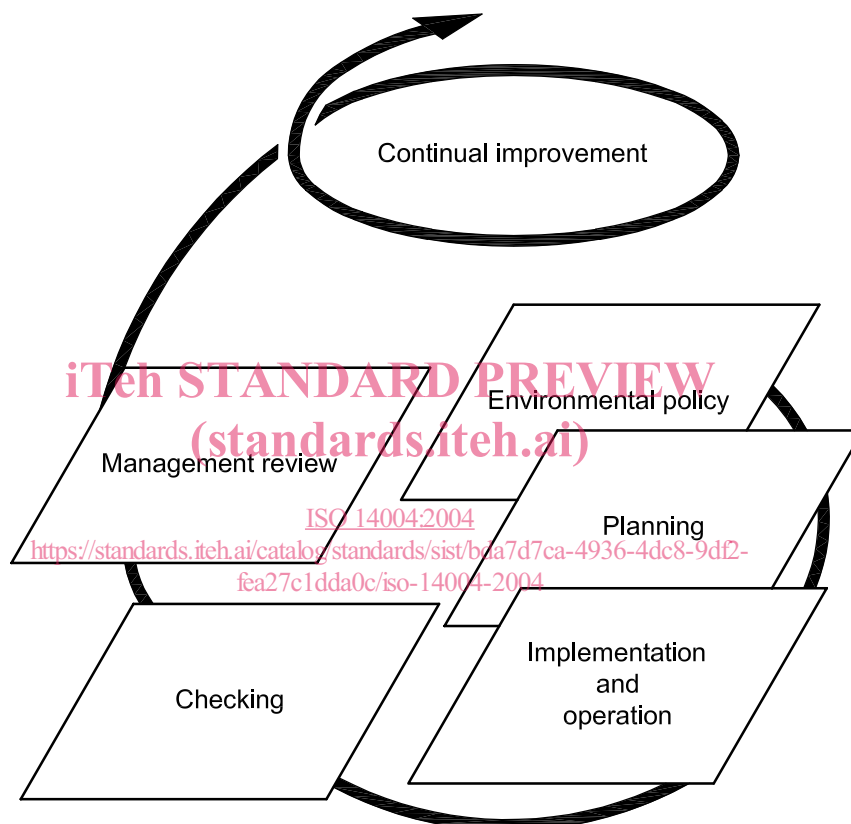 Continual improvement
iTeh STANDARD PREVIEW
Environmental policy
(standards.iteh.ai)
Management review
ISO 14004:2004
Planning
https://standards.iteh.ai/catalog/standards/sist/bda7d7ca-4936-4dc8-9df2-
fea27c1dda0c/iso-14004-2004
Implementation
and
operation
Checking